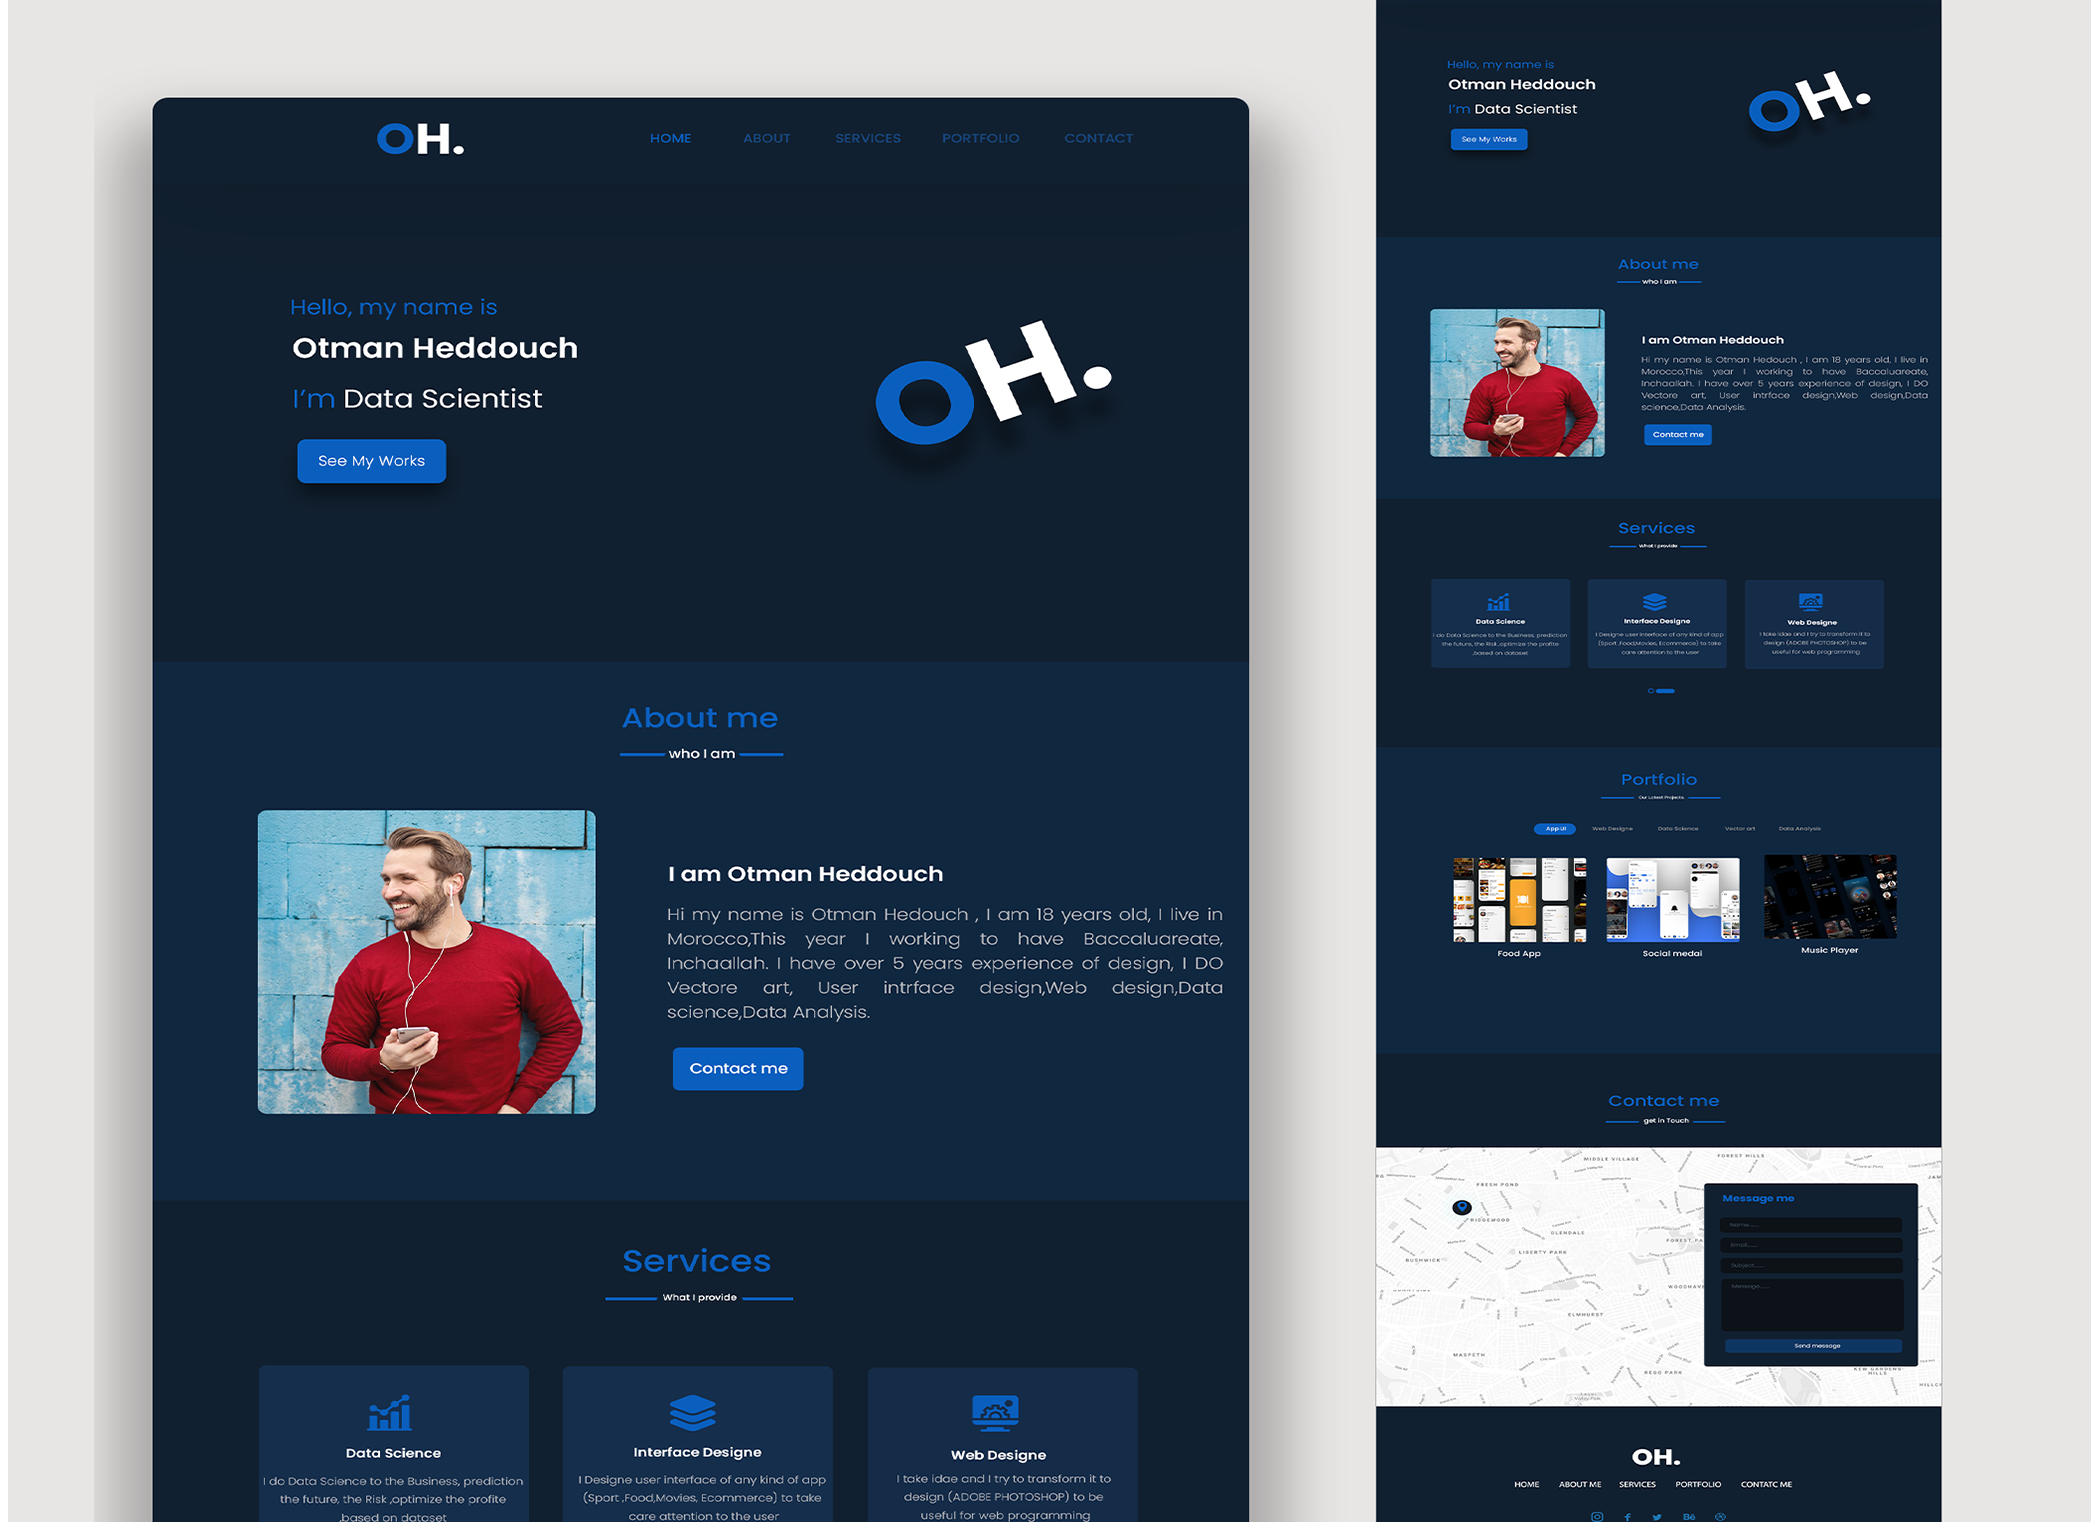 OH.
HOME ABOUT SERVICES PORTFOLIO CONTACT
Hello, my name is
Otman Heddouch
I'm Data Scientist
See My Works
OH.
About me
who I am
I am Otman Heddouch
Hi my name is Otman Hedouch , I am 18 years old, I live in
Morocco,This year I working to have Baccaluareate,
Inchaallah. I have over 5 years experience of design, I DO
Vectore art, User intrface design,Web design,Data
science,Data Analysis.
Contact me
Services
What I provide
Data Science
I do Data Science to the Business, prediction
the future, the Risk ,optimize the profite
,based on dataset
Interface Designe
I Designe user interface of any kind of app
(Sport ,Food,Movies, Ecommerce) to take
care attention to the user
Web Designe
I take idae and I try to transform it to
design (ADOBE PHOTOSHOP) to be
useful for web programming
Hello, my name is
Otman Heddouch
I'm Data Scientist
See My Works
OH.
About me
who I am
I am Otman Heddouch
Hi my name is Otman Hedouch , I am 18 years old, I live in
Morocco,This year I working to have Baccaluareate,
Inchaallah. I have over 5 years experience of design, I DO
Vectore art, User intrface design,Web design,Data
science,Data Analysis.
Contact me
Services
What I provide
Data Science
I do Data Science to the Business, prediction
the future, the Risk ,optimize the profite
,based on dataset
Interface Designe
I Designe user interface of any kind of app
(Sport ,Food,Movies, Ecommerce) to take
care attention to the user
Web Designe
I take idae and I try to transform it to
design (ADOBE PHOTOSHOP) to be
useful for web programming
Portfolio
Our Latest Projects
App UI Web Designe Data Science Vector art Data Analysis
Food App
Social medai
Music Player
Contact me
get in Touch
MIDDLE VILLAGE
FOREST HILLS
FRESH POND
RIDGEWOOD
GLENDALE
LIBERTY PARK
BUSHWICK
ELMHURST
MASPETH
REGO PARK
KEW GARDENS
HILLS
Message me
Name......
Email......
Subject......
Message......
Send message
OH.
HOME ABOUT ME SERVICES PORTFOLIO CONTATC ME